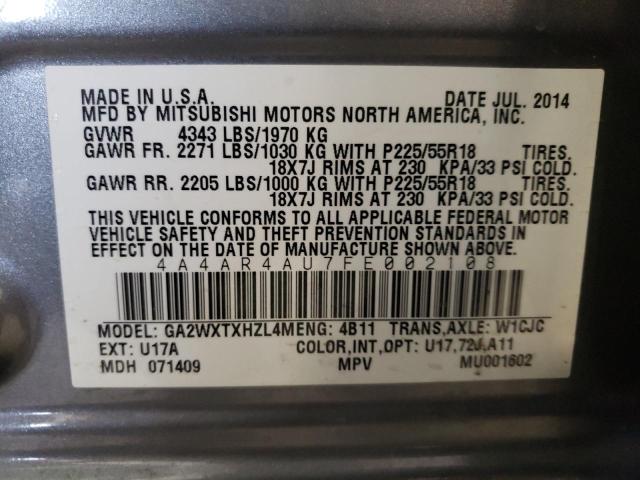 MADE IN U.S.A. DATE JUL. 2014
MFD BY MITSUBISHI MOTORS NORTH AMERICA, INC.
GVWR 4343 LBS/1970 KG
GAWR FR. 2271 LBS/1030 KG WITH P225/55R18 TIRES.
18X7J RIMS AT 230 KPA/33 PSI COLD.
GAWR RR. 2205 LBS/1000 KG WITH P225/55R18 TIRES.
18X7J RIMS AT 230 KPA/33 PSI COLD.
THIS VEHICLE CONFORMS TO ALL APPLICABLE FEDERAL MOTOR
VEHICLE SAFETY AND THEFT PREVENTION STANDARDS IN
EFFECT ON THE DATE OF MANUFACTURE SHOWN ABOVE.
4A4AR4AU7FE002108
MODEL: GA2WXTXHZL4MENG: 4B11 TRANS,AXLE: W1CJC
EXT: U17A COLOR,INT,OPT: U17,72J,A11
MDH 071409 MPV MU001602